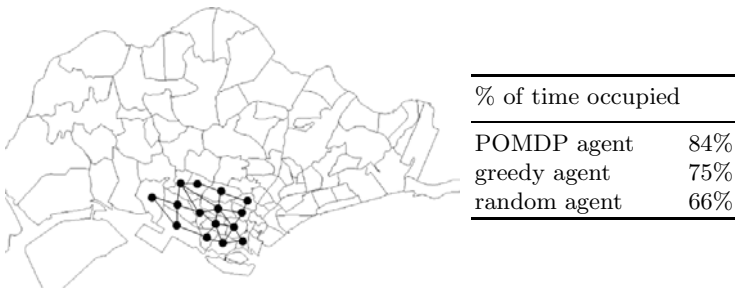 % of time occupied
POMDP agent 84%
greedy agent 75%
random agent 66%